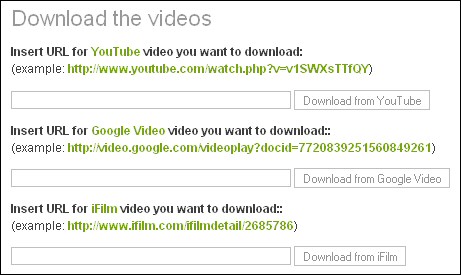 Download the videos
Insert URL for YouTube video you want to download:
(example: http://www.youtube.com/watch.php?v=v1SWXsTTfQY)
Download from YouTube
Insert URL for Google Video video you want to download::
(example: http://video.google.com/videoplay?docid=7720839251560849261)
Download from Google Video
Insert URL for iFilm video you want to download::
(example: http://www.ifilm.com/ifilmdetail/2685786)
Download from iFilm